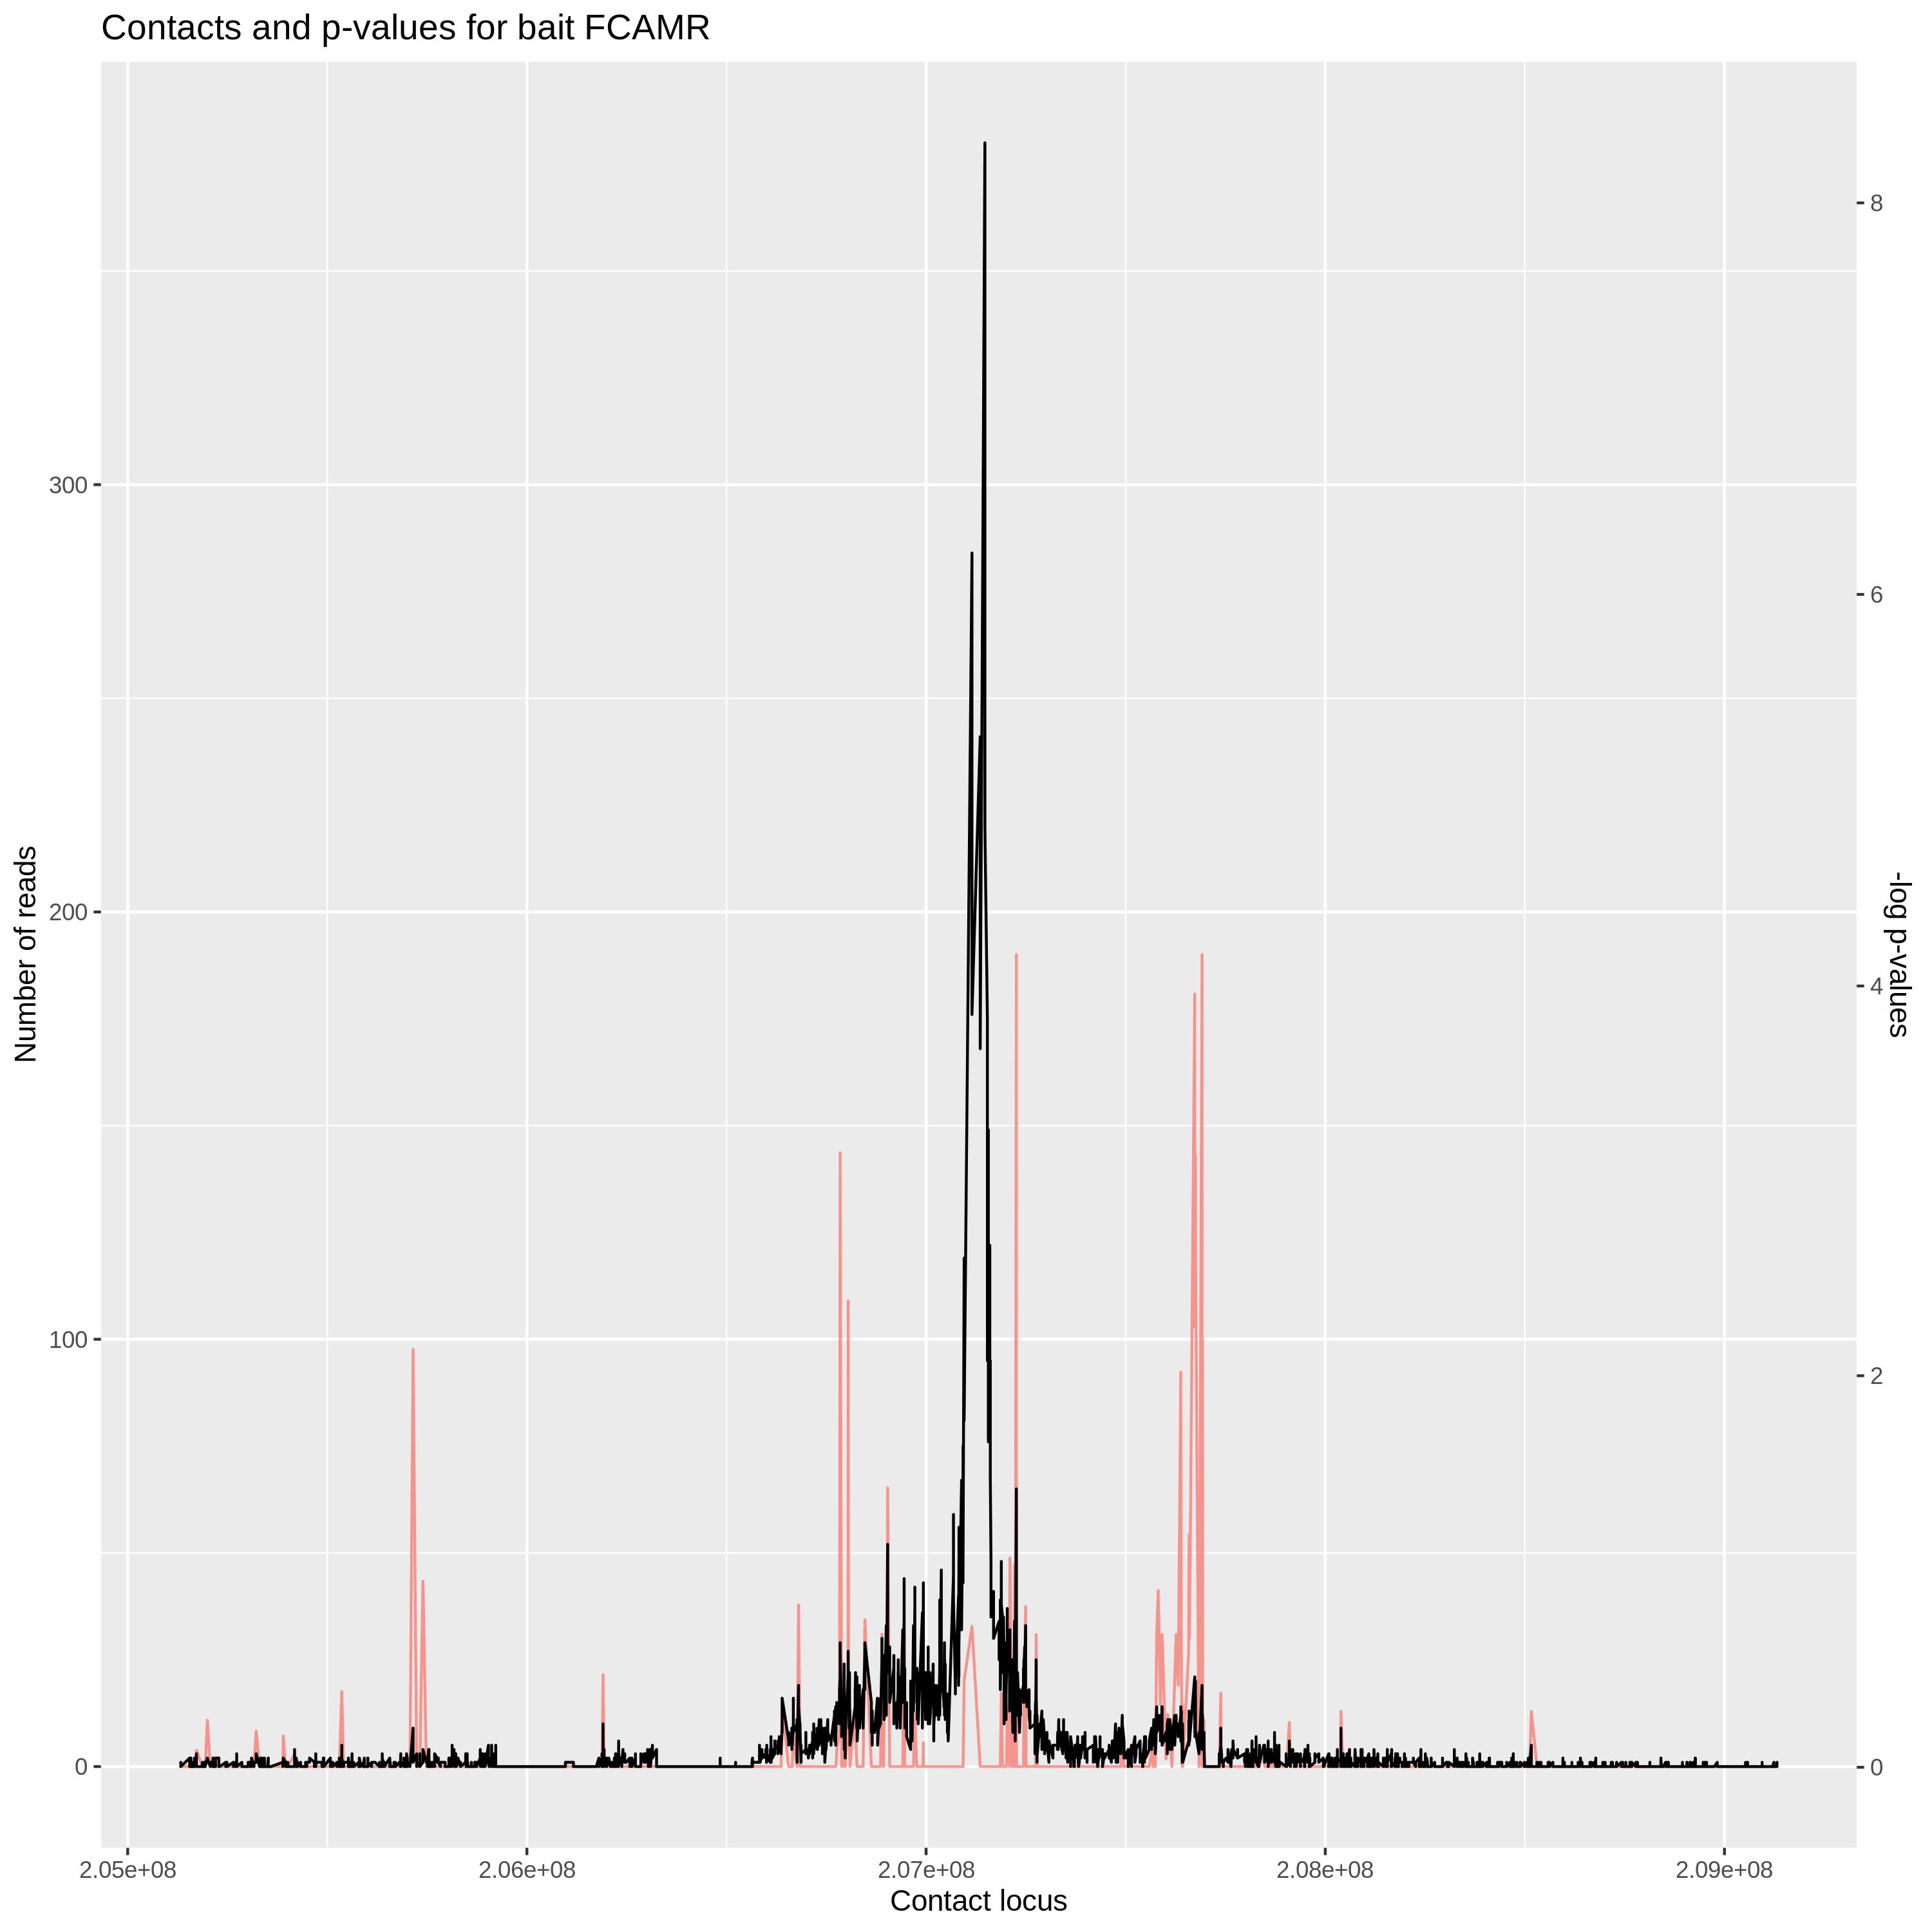 Contacts and p-values for bait FCAMR
Number of reads
300
200
100
0
8
6
4
2
0
-log p-values
2.05e+08
2.06e+08
2.07e+08
2.08e+08
2.09e+08
Contact locus